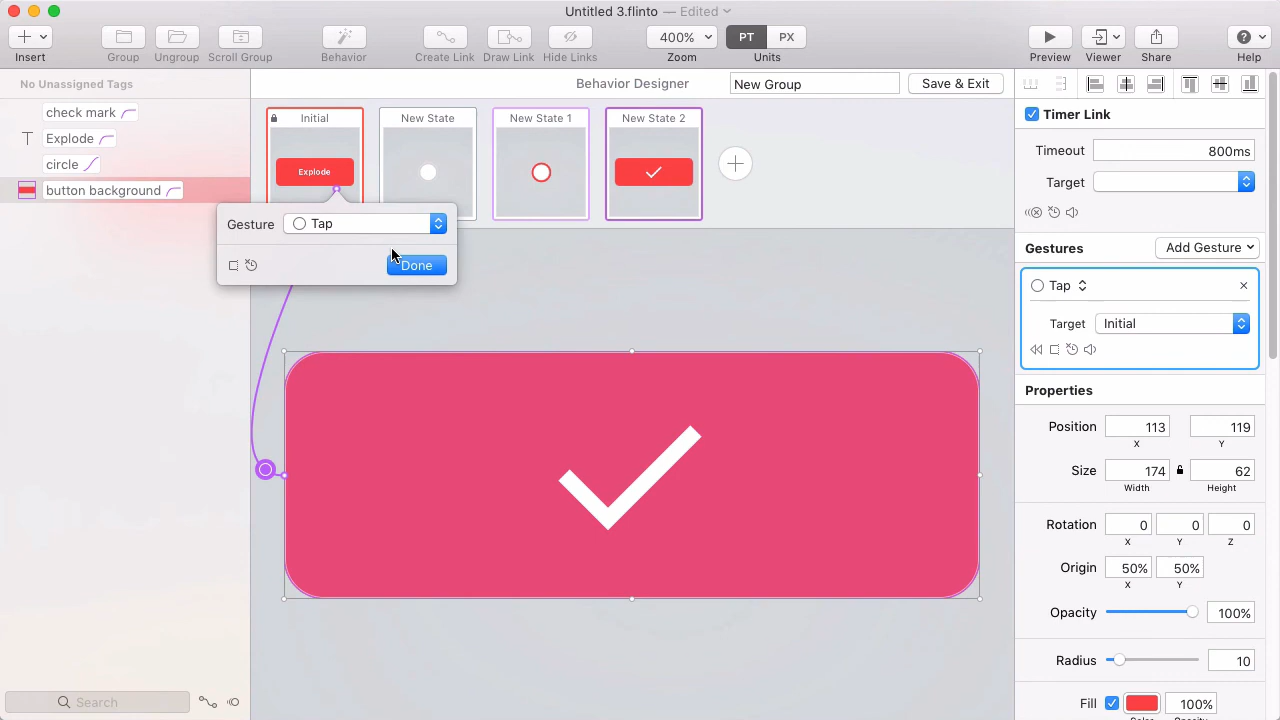 Untitled 3.flinto — Edited
Insert
Group
Ungroup
Scroll Group
Behavior
Create Link
Draw Link
Hide Links
400%
Zoom
PT
PX
Units
Preview
Viewer
Share
Help
No Unassigned Tags
Behavior Designer
New Group
Save & Exit
check mark
Explode
circle
button background
Initial
New State
New State 1
New State 2
Explode
Gesture
Tap
Done
Timer Link
Timeout
800ms
Target
Gestures
Add Gesture
Tap
Target
Initial
Properties
Position
113
119
X
Y
Size
174
62
Width
Height
Rotation
0
0
0
X
Y
Z
Origin
50%
50%
X
Y
Opacity
100%
Radius
10
Fill
100%
Search